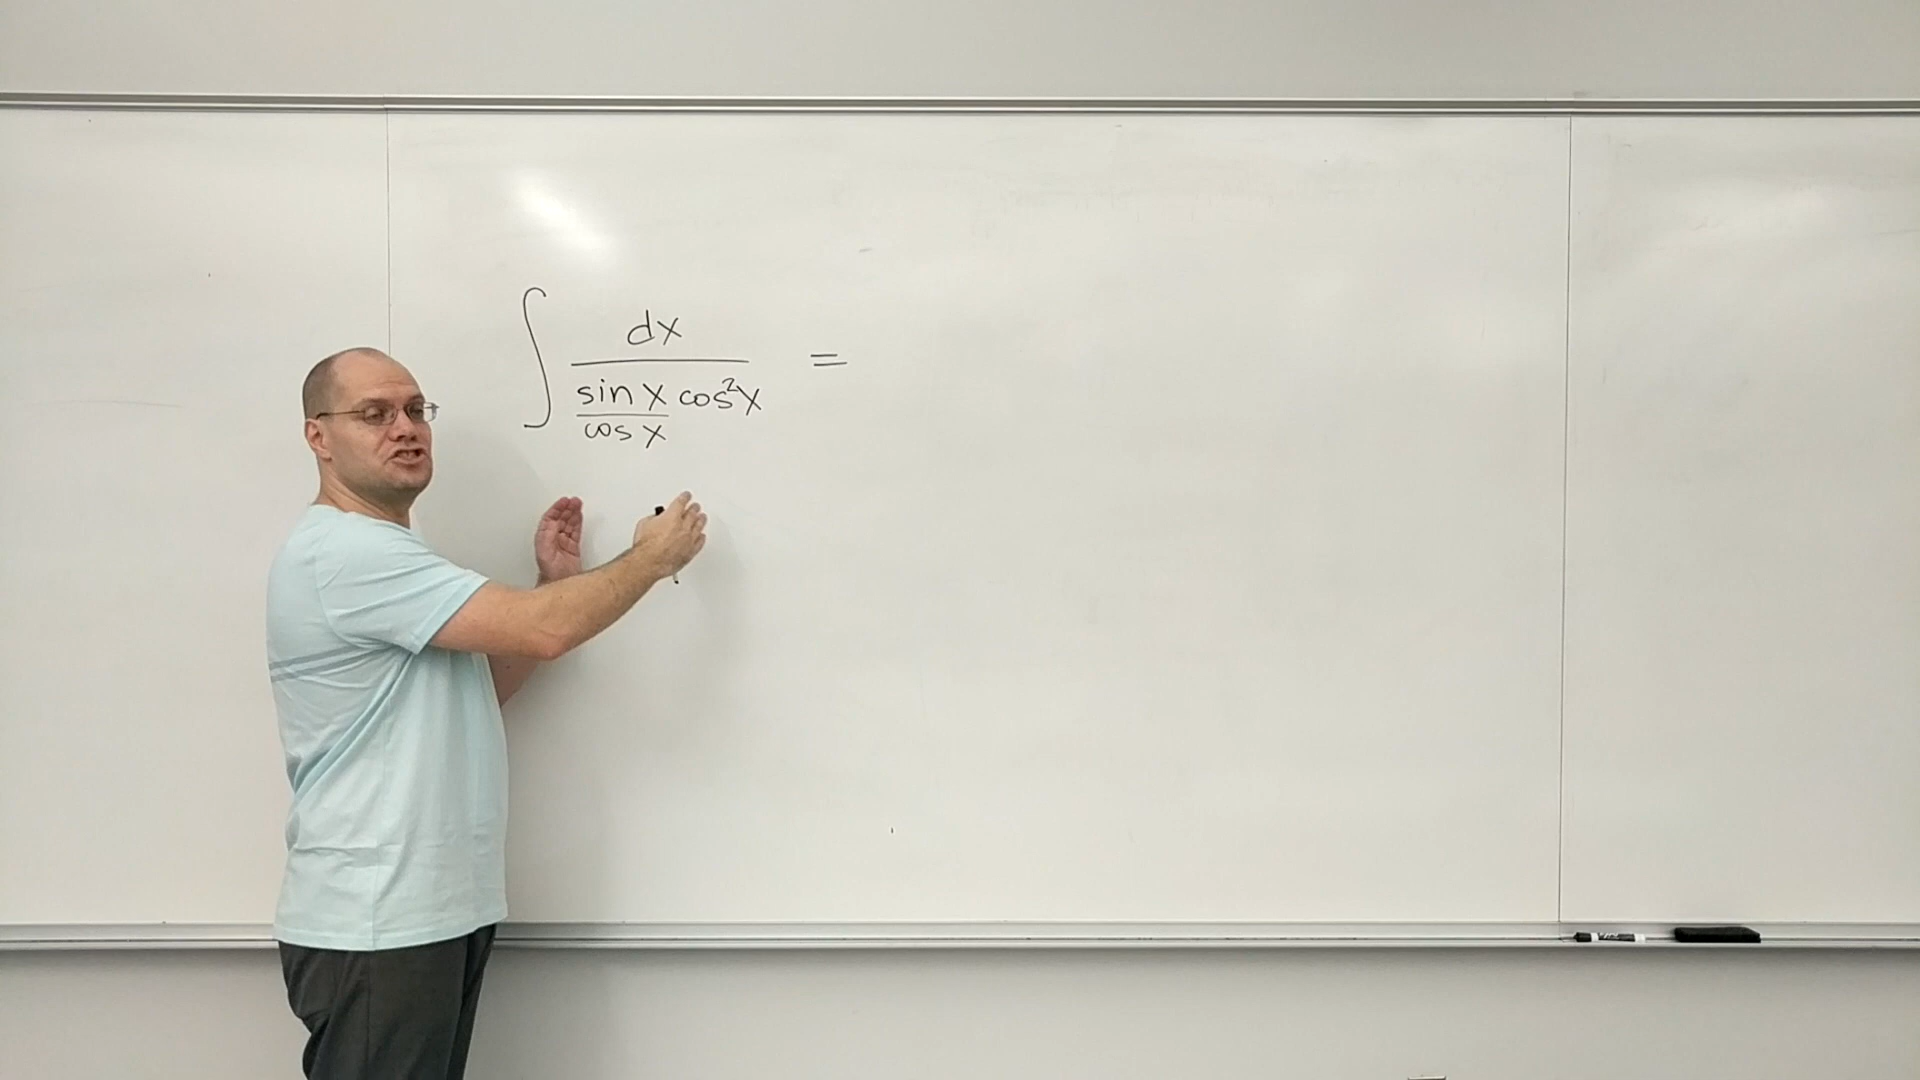 ∫ dx / ((sin x / cos x) cos²x) =